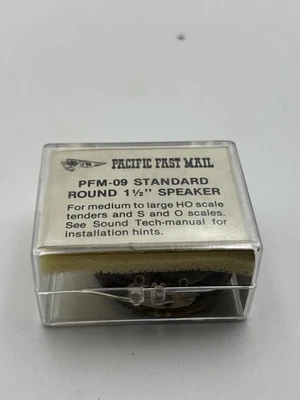 PACIFIC FAST MAIL
PFM-09 STANDARD
ROUND 1½" SPEAKER
For medium to large HO scale
tenders and S and O scales.
See Sound Tech-manual for
installation hints.